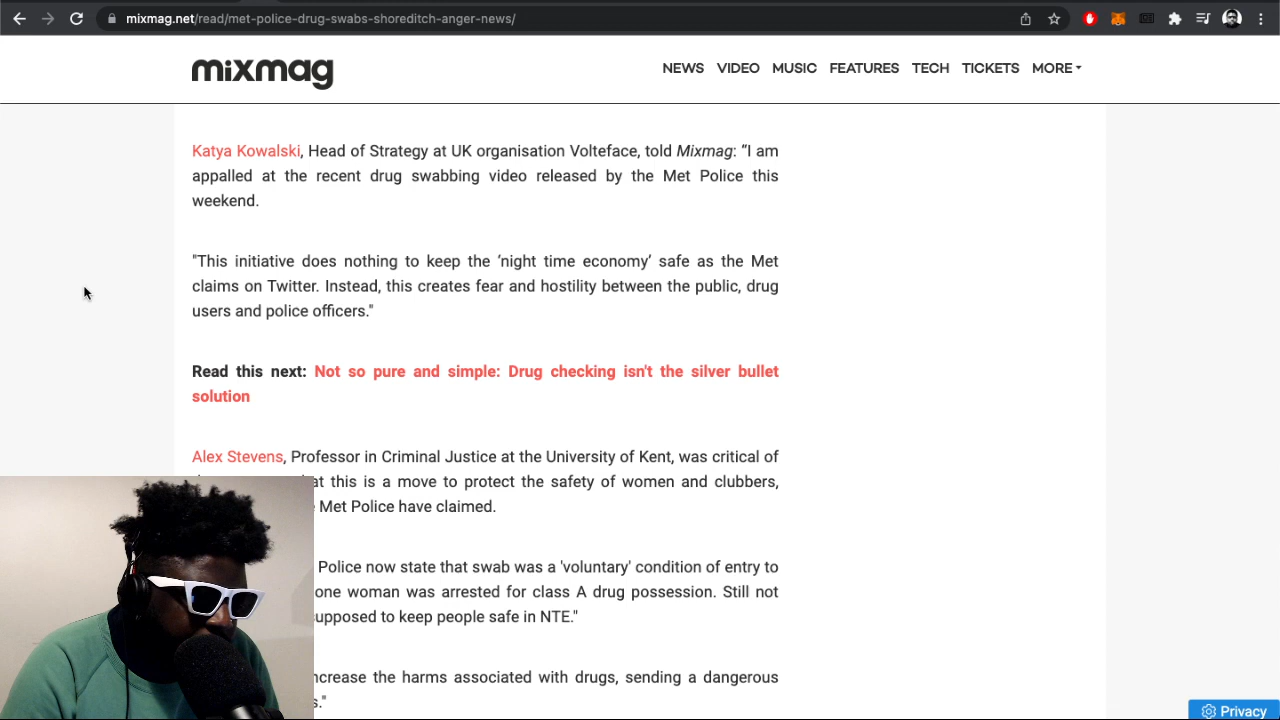 mixmag.net/read/met-police-drug-swabs-shoreditch-anger-news/
mixmag
NEWS VIDEO MUSIC FEATURES TECH TICKETS MORE
Katya Kowalski, Head of Strategy at UK organisation Volteface, told Mixmag: “I am
appalled at the recent drug swabbing video released by the Met Police this
weekend.
"This initiative does nothing to keep the ‘night time economy’ safe as the Met
claims on Twitter. Instead, this creates fear and hostility between the public, drug
users and police officers."
Read this next: Not so pure and simple: Drug checking isn't the silver bullet
solution
Alex Stevens, Professor in Criminal Justice at the University of Kent, was critical of
this is a move to protect the safety of women and clubbers,
Met Police have claimed.
Police now state that swab was a 'voluntary' condition of entry to
one woman was arrested for class A drug possession. Still not
supposed to keep people safe in NTE."
increase the harms associated with drugs, sending a dangerous
Privacy